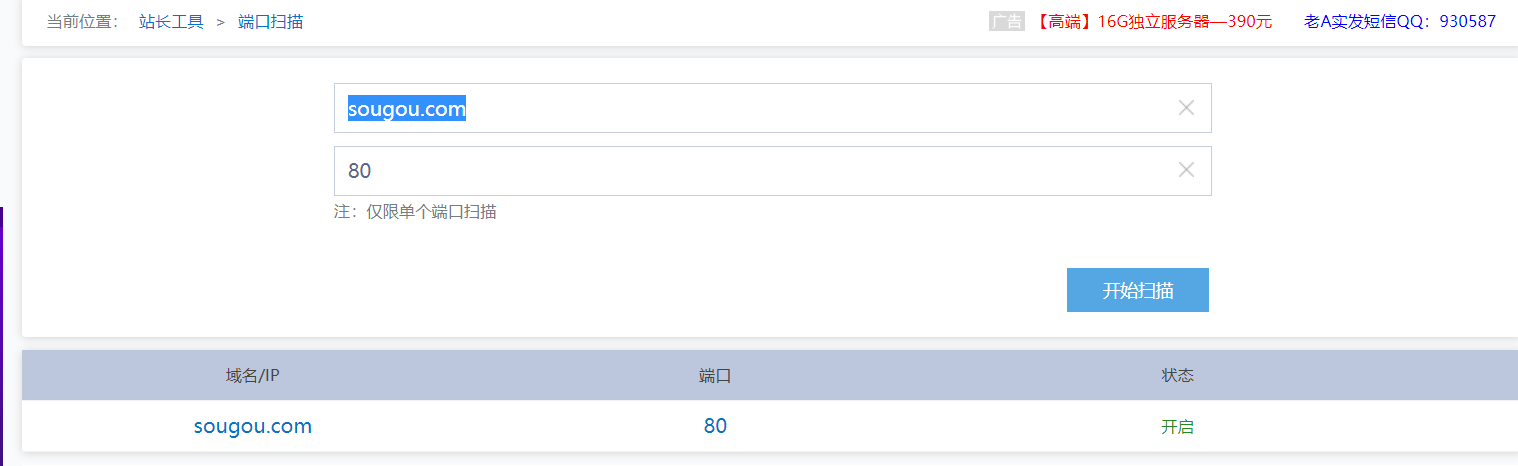 当前位置： 站长工具 > 端口扫描 广告 【高端】16G独立服务器—390元 老A实发短信QQ：930587
sougou.com
80
注：仅限单个端口扫描
开始扫描
域名/IP 端口 状态
sougou.com 80 开启